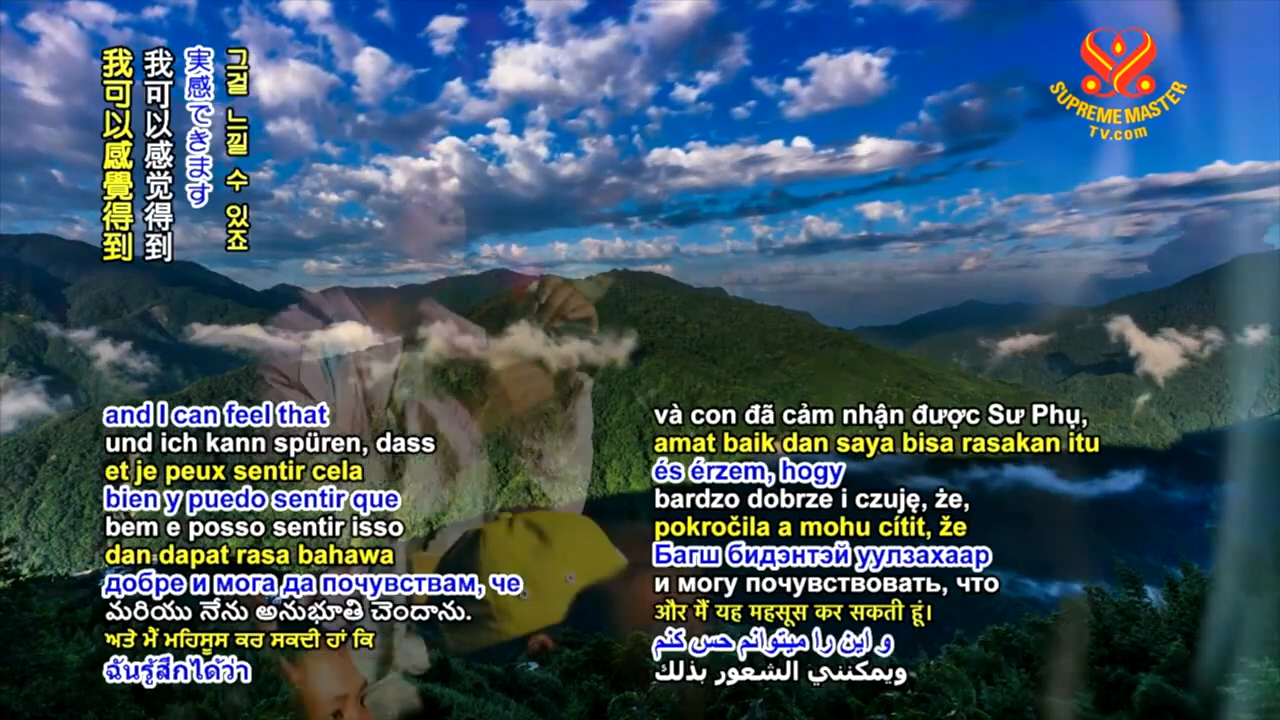 그걸 느낄 수 있죠
実感できます
我可以感觉得到
我可以感覺得到
SUPREME MASTER
TV.com
and I can feel that
und ich kann spüren, dass
et je peux sentir cela
bien y puedo sentir que
bem e posso sentir isso
dan dapat rasa bahawa
добре и мога да почувствам, че
మరియు నేను అనుభూతి చెందాను.
ਅਤੇ ਮੈਂ ਮਹਿਸੂਸ ਕਰ ਸਕਦੀ ਹਾਂ ਕਿ
ฉันรู้สึกได้ว่า
và con đã cảm nhận được Sư Phụ,
amat baik dan saya bisa rasakan itu
és érzem, hogy
bardzo dobrze i czuję, że,
pokročila a mohu cítit, že
Багш бидэнтэй уулзахаар
и могу почувствовать, что
और मैं यह महसूस कर सकती हूं।
و این را میتوانم حس کنم
ويمكنني الشعور بذلك